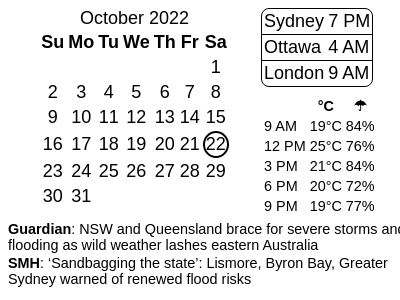 October 2022
Su Mo Tu We Th Fr Sa
1
2 3 4 5 6 7 8
9 10 11 12 13 14 15
16 17 18 19 20 21 22
23 24 25 26 27 28 29
30 31
Sydney 7 PM
Ottawa 4 AM
London 9 AM
°C ☂
9 AM 19°C 84%
12 PM 25°C 76%
3 PM 21°C 84%
6 PM 20°C 72%
9 PM 19°C 77%
Guardian: NSW and Queensland brace for severe storms and
flooding as wild weather lashes eastern Australia
SMH: ‘Sandbagging the state’: Lismore, Byron Bay, Greater
Sydney warned of renewed flood risks